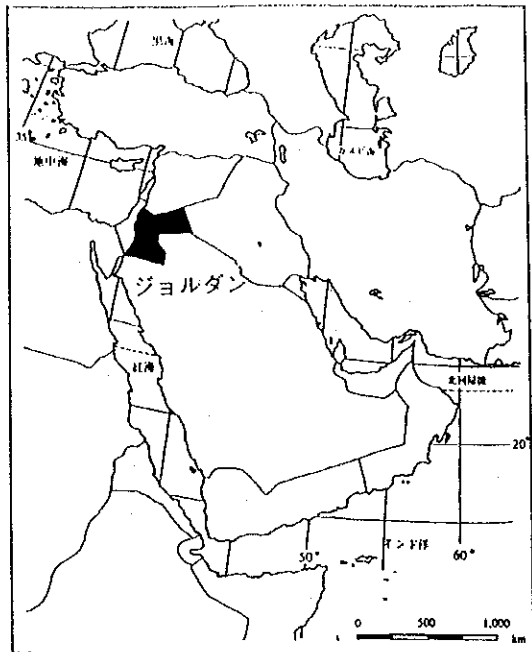 黒海
カスピ海
35°
地中海
ジョルダン
紅海
北回帰線
20°
50°
インド洋
60°
0 500 1,000
km